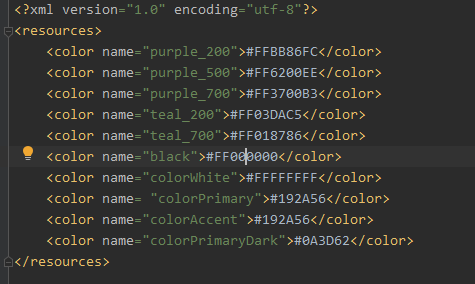 <?xml version="1.0" encoding="utf-8"?>
<resources>
<color name="purple_200">#FFBB86FC</color>
<color name="purple_500">#FF6200EE</color>
<color name="purple_700">#FF3700B3</color>
<color name="teal_200">#FF03DAC5</color>
<color name="teal_700">#FF018786</color>
<color name="black">#FF000000</color>
<color name="colorWhite">#FFFFFFFF</color>
<color name= "colorPrimary">#192A56</color>
<color name="colorAccent">#192A56</color>
<color name="colorPrimaryDark">#0A3D62</color>
</resources>